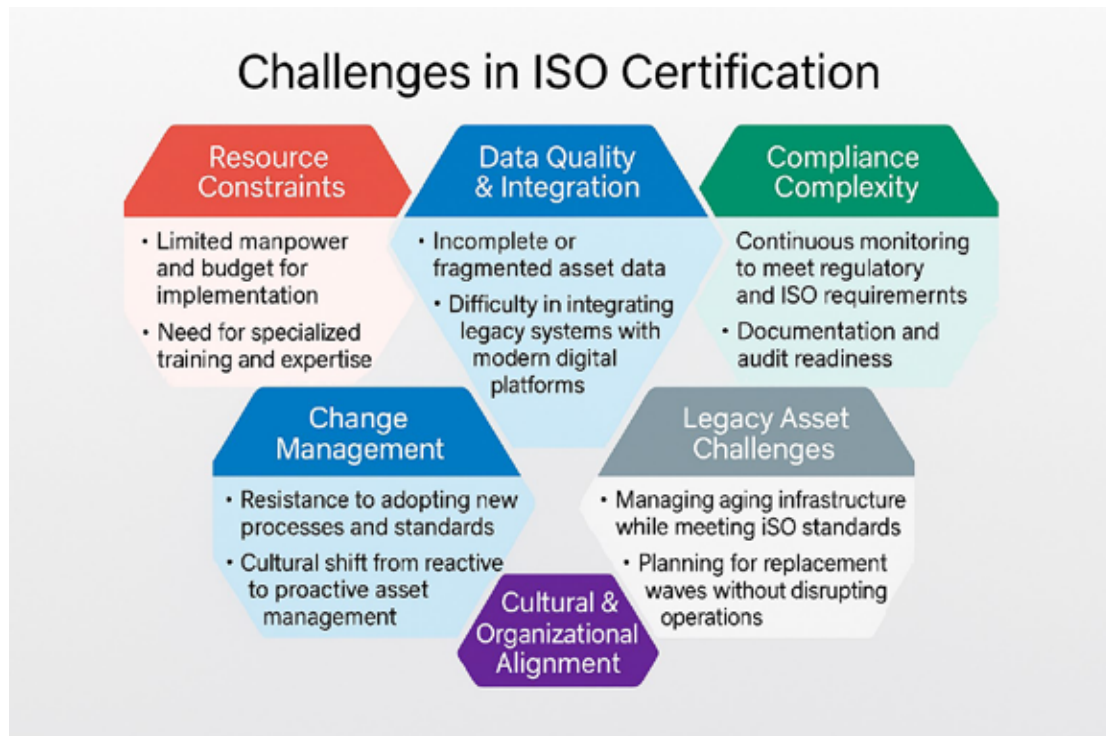 Challenges in ISO Certification
Resource
Constraints
• Limited manpower
and budget for
implementation
• Need for specialized
training and expertise
Data Quality
& Integration
• Incomplete or
fragmented asset data
• Difficulty in integrating
legacy systems with
modern digital
platforms
Compliance
Complexity
Continuous monitoring
to meet regulatory
and ISO requiremernts
• Documentation and
audit readiness
Change
Management
• Resistance to adopting new
processes and standards
• Cultural shift from reactive
to proactive asset
management
Legacy Asset
Challenges
• Managing aging infrastructure
while meeting iSO standards
• Planning for replacement
waves without disrupting
operations
Cultural &
Organizational
Alignment